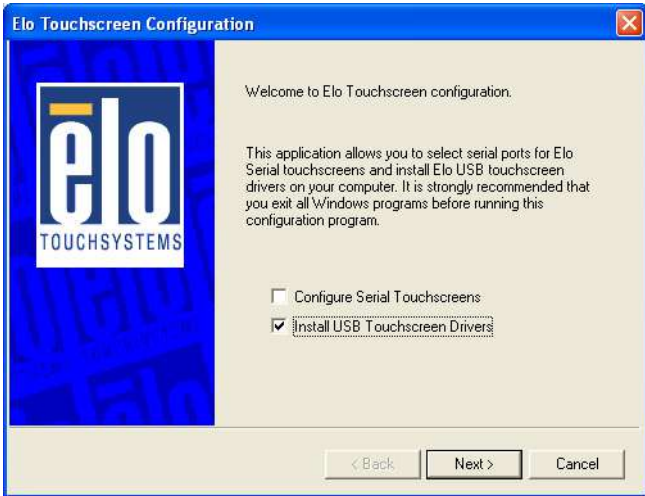 Elo Touchscreen Configuration
Welcome to Elo Touchscreen configuration.
This application allows you to select serial ports for Elo
Serial touchscreens and install Elo USB touchscreen
drivers on your computer. It is strongly recommended that
you exit all Windows programs before running this
configuration program.
ēlo
TOUCHSYSTEMS
Configure Serial Touchscreens
Install USB Touchscreen Drivers
< Back
Next >
Cancel